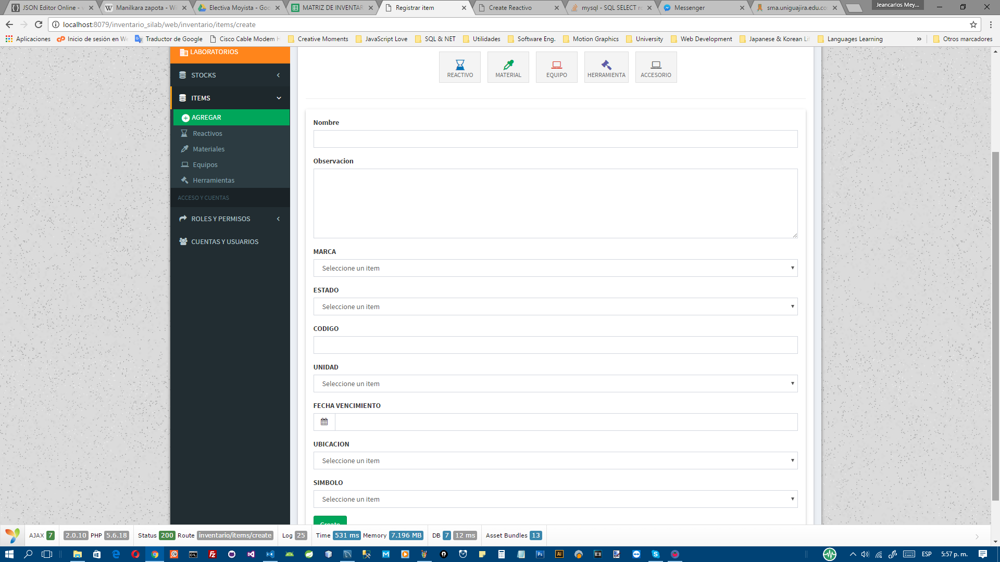 JSON Editor Online - v
Manilkara zapota - Wi
Electiva Moyista - Goo
MATRIZ DE INVENTAR
Registrar item
Create Reactivo
mysql - SQL SELECT ro
Messenger
sma.uniguajira.edu.co
Jeancarlos Mey...
localhost:8079/inventario_silab/web/inventario/items/create
Aplicaciones
Inicio de sesión en We
Traductor de Google
Cisco Cable Modem H
Creative Moments
JavaScript Love
SQL & NET
Utilidades
Software Eng.
Motion Graphics
University
Web Development
Japanese & Korean Lif
Languages Learning
»
Otros marcadores
LABORATORIOS
STOCKS
ITEMS
AGREGAR
Reactivos
Materiales
Equipos
Herramientas
ACCESO Y CUENTAS
ROLES Y PERMISOS
CUENTAS Y USUARIOS
REACTIVO
MATERIAL
EQUIPO
HERRAMIENTA
ACCESORIO
Nombre
Observacion
MARCA
Seleccione un item
ESTADO
Seleccione un item
CODIGO
UNIDAD
Seleccione un item
FECHA VENCIMIENTO
UBICACION
Seleccione un item
SIMBOLO
Seleccione un item
Create
AJAX 7
2.0.10 PHP 5.6.18
Status 200 Route inventario/items/create
Log 25
Time 531 ms Memory 7.196 MB
DB 7 12 ms
Asset Bundles 13
ESP
5:57 p. m.